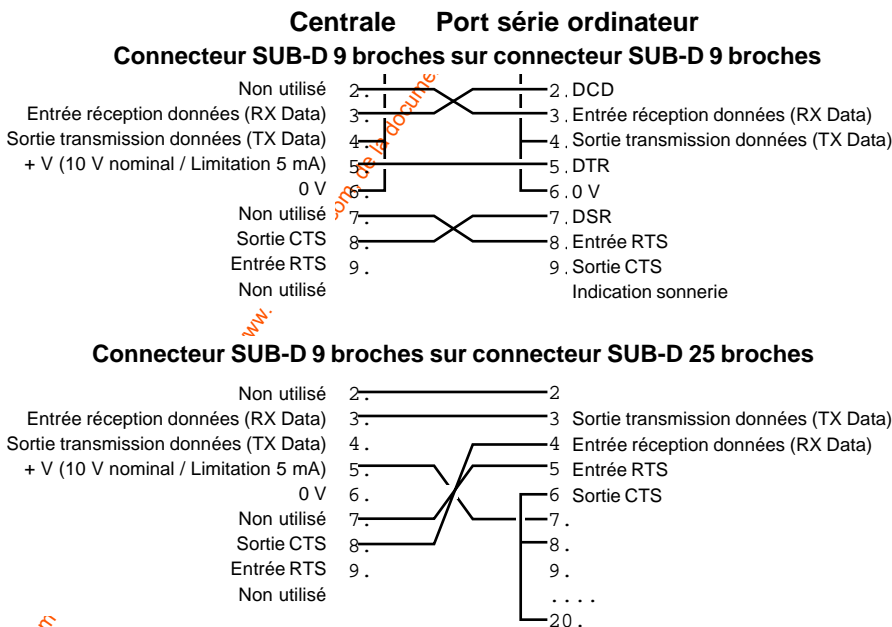 Centrale Port série ordinateur
Connecteur SUB-D 9 broches sur connecteur SUB-D 9 broches
Non utilisé 2. 2. DCD
Entrée réception données (RX Data) 3. 3. Entrée réception données (RX Data)
Sortie transmission données (TX Data) 4. 4. Sortie transmission données (TX Data)
+ V (10 V nominal / Limitation 5 mA) 5. 5. DTR
0 V 6. 6. 0 V
Non utilisé 7. 7. DSR
Sortie CTS 8. 8. Entrée RTS
Entrée RTS 9. 9. Sortie CTS
Non utilisé Indication sonnerie
com. de la docume
www.
Connecteur SUB-D 9 broches sur connecteur SUB-D 25 broches
Non utilisé 2. 2
Entrée réception données (RX Data) 3. 3 Sortie transmission données (TX Data)
Sortie transmission données (TX Data) 4. 4 Entrée réception données (RX Data)
+ V (10 V nominal / Limitation 5 mA) 5. 5 Entrée RTS
0 V 6. 6 Sortie CTS
Non utilisé 7. 7.
Sortie CTS 8. 8.
Entrée RTS 9. 9.
Non utilisé ....
20.